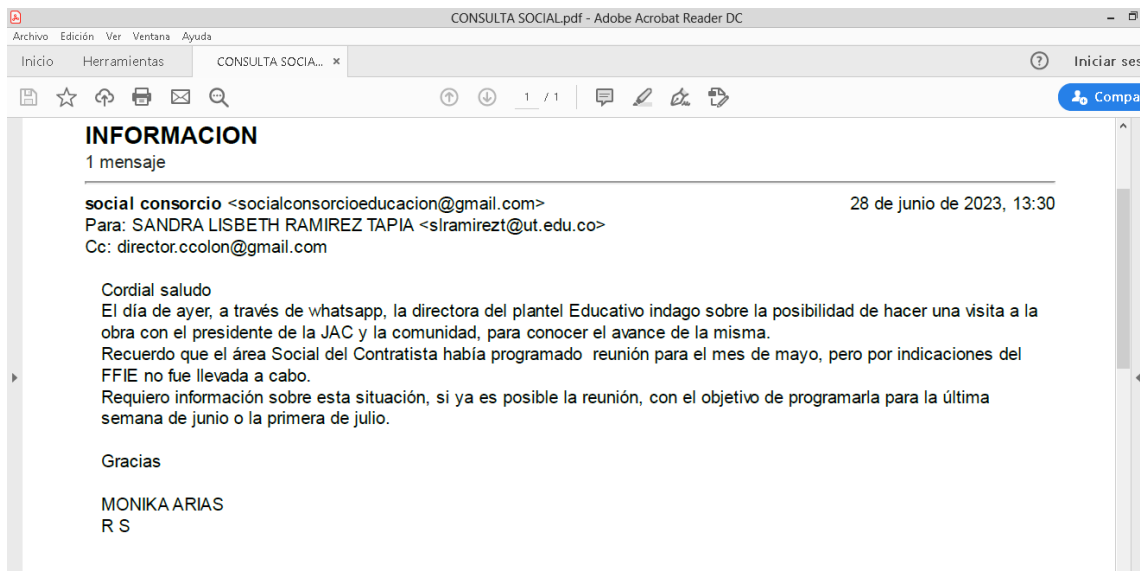 CONSULTA SOCIAL.pdf - Adobe Acrobat Reader DC
Archivo Edición Ver Ventana Ayuda
Inicio Herramientas CONSULTA SOCIA... × ? Iniciar ses
1 / 1 Compa
INFORMACION
1 mensaje
social consorcio <socialconsorcioeducacion@gmail.com> 28 de junio de 2023, 13:30
Para: SANDRA LISBETH RAMIREZ TAPIA <slramirezt@ut.edu.co>
Cc: director.ccolon@gmail.com
Cordial saludo
El día de ayer, a través de whatsapp, la directora del plantel Educativo indago sobre la posibilidad de hacer una visita a la
obra con el presidente de la JAC y la comunidad, para conocer el avance de la misma.
Recuerdo que el área Social del Contratista había programado reunión para el mes de mayo, pero por indicaciones del
FFIE no fue llevada a cabo.
Requiero información sobre esta situación, si ya es posible la reunión, con el objetivo de programarla para la última
semana de junio o la primera de julio.
Gracias
MONIKA ARIAS
R S